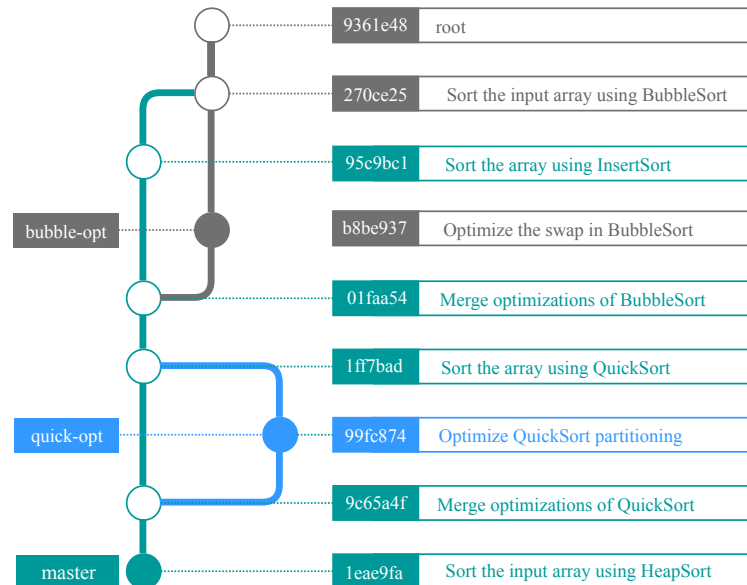 9361e48 root
270ce25 Sort the input array using BubbleSort
95c9bc1 Sort the array using InsertSort
bubble-opt b8be937 Optimize the swap in BubbleSort
01faa54 Merge optimizations of BubbleSort
1ff7bad Sort the array using QuickSort
quick-opt 99fc874 Optimize QuickSort partitioning
9c65a4f Merge optimizations of QuickSort
master 1eae9fa Sort the input array using HeapSort